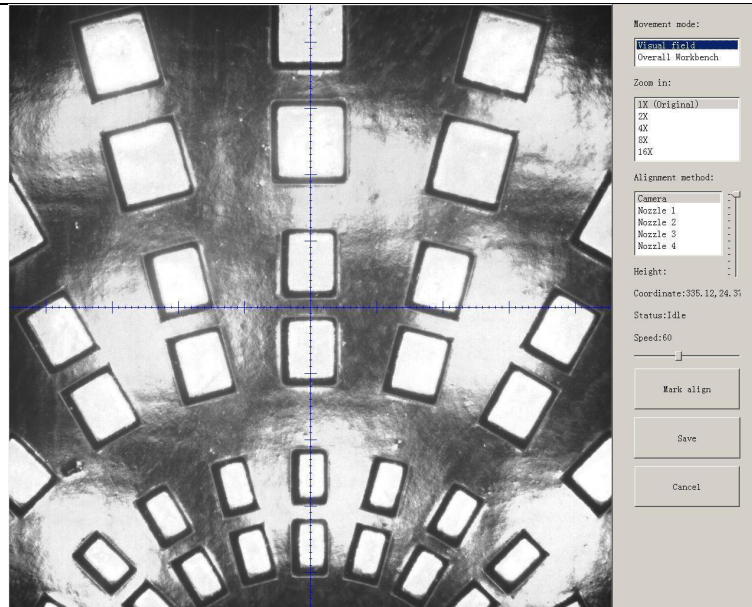 Movement mode:
Visual field
Overall Workbench
Zoom in:
1X (Original)
2X
4X
8X
16X
Alignment method:
Camera
Nozzle 1
Nozzle 2
Nozzle 3
Nozzle 4
Height:
Coordinate:335.12,24.37
Status:Idle
Speed:60
Mark align
Save
Cancel